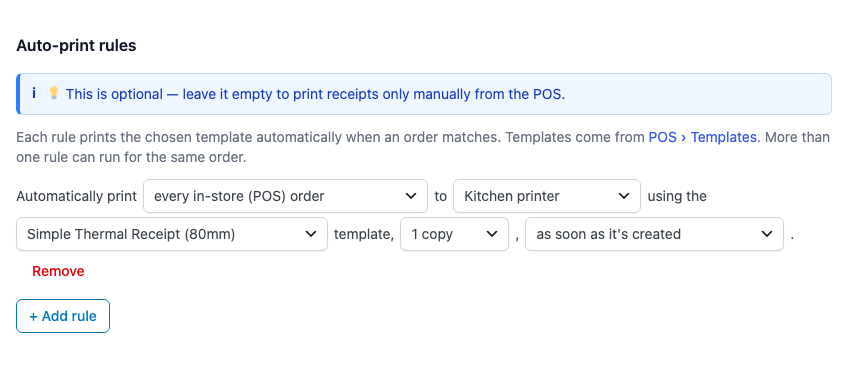 Auto-print rules
i 💡 This is optional — leave it empty to print receipts only manually from the POS.
Each rule prints the chosen template automatically when an order matches. Templates come from POS › Templates. More than
one rule can run for the same order.
Automatically print every in-store (POS) order to Kitchen printer using the
Simple Thermal Receipt (80mm) template, 1 copy , as soon as it's created .
Remove
+ Add rule